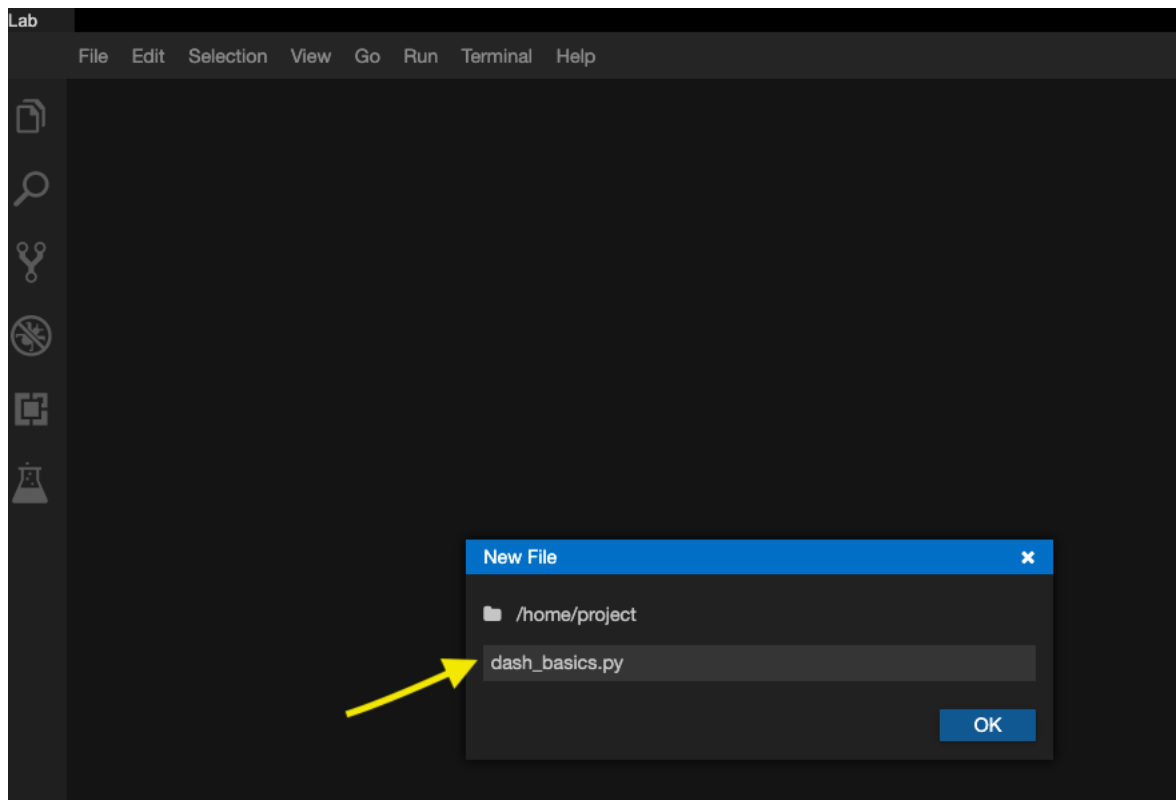 Lab
File Edit Selection View Go Run Terminal Help
New File
/home/project
dash_basics.py
OK